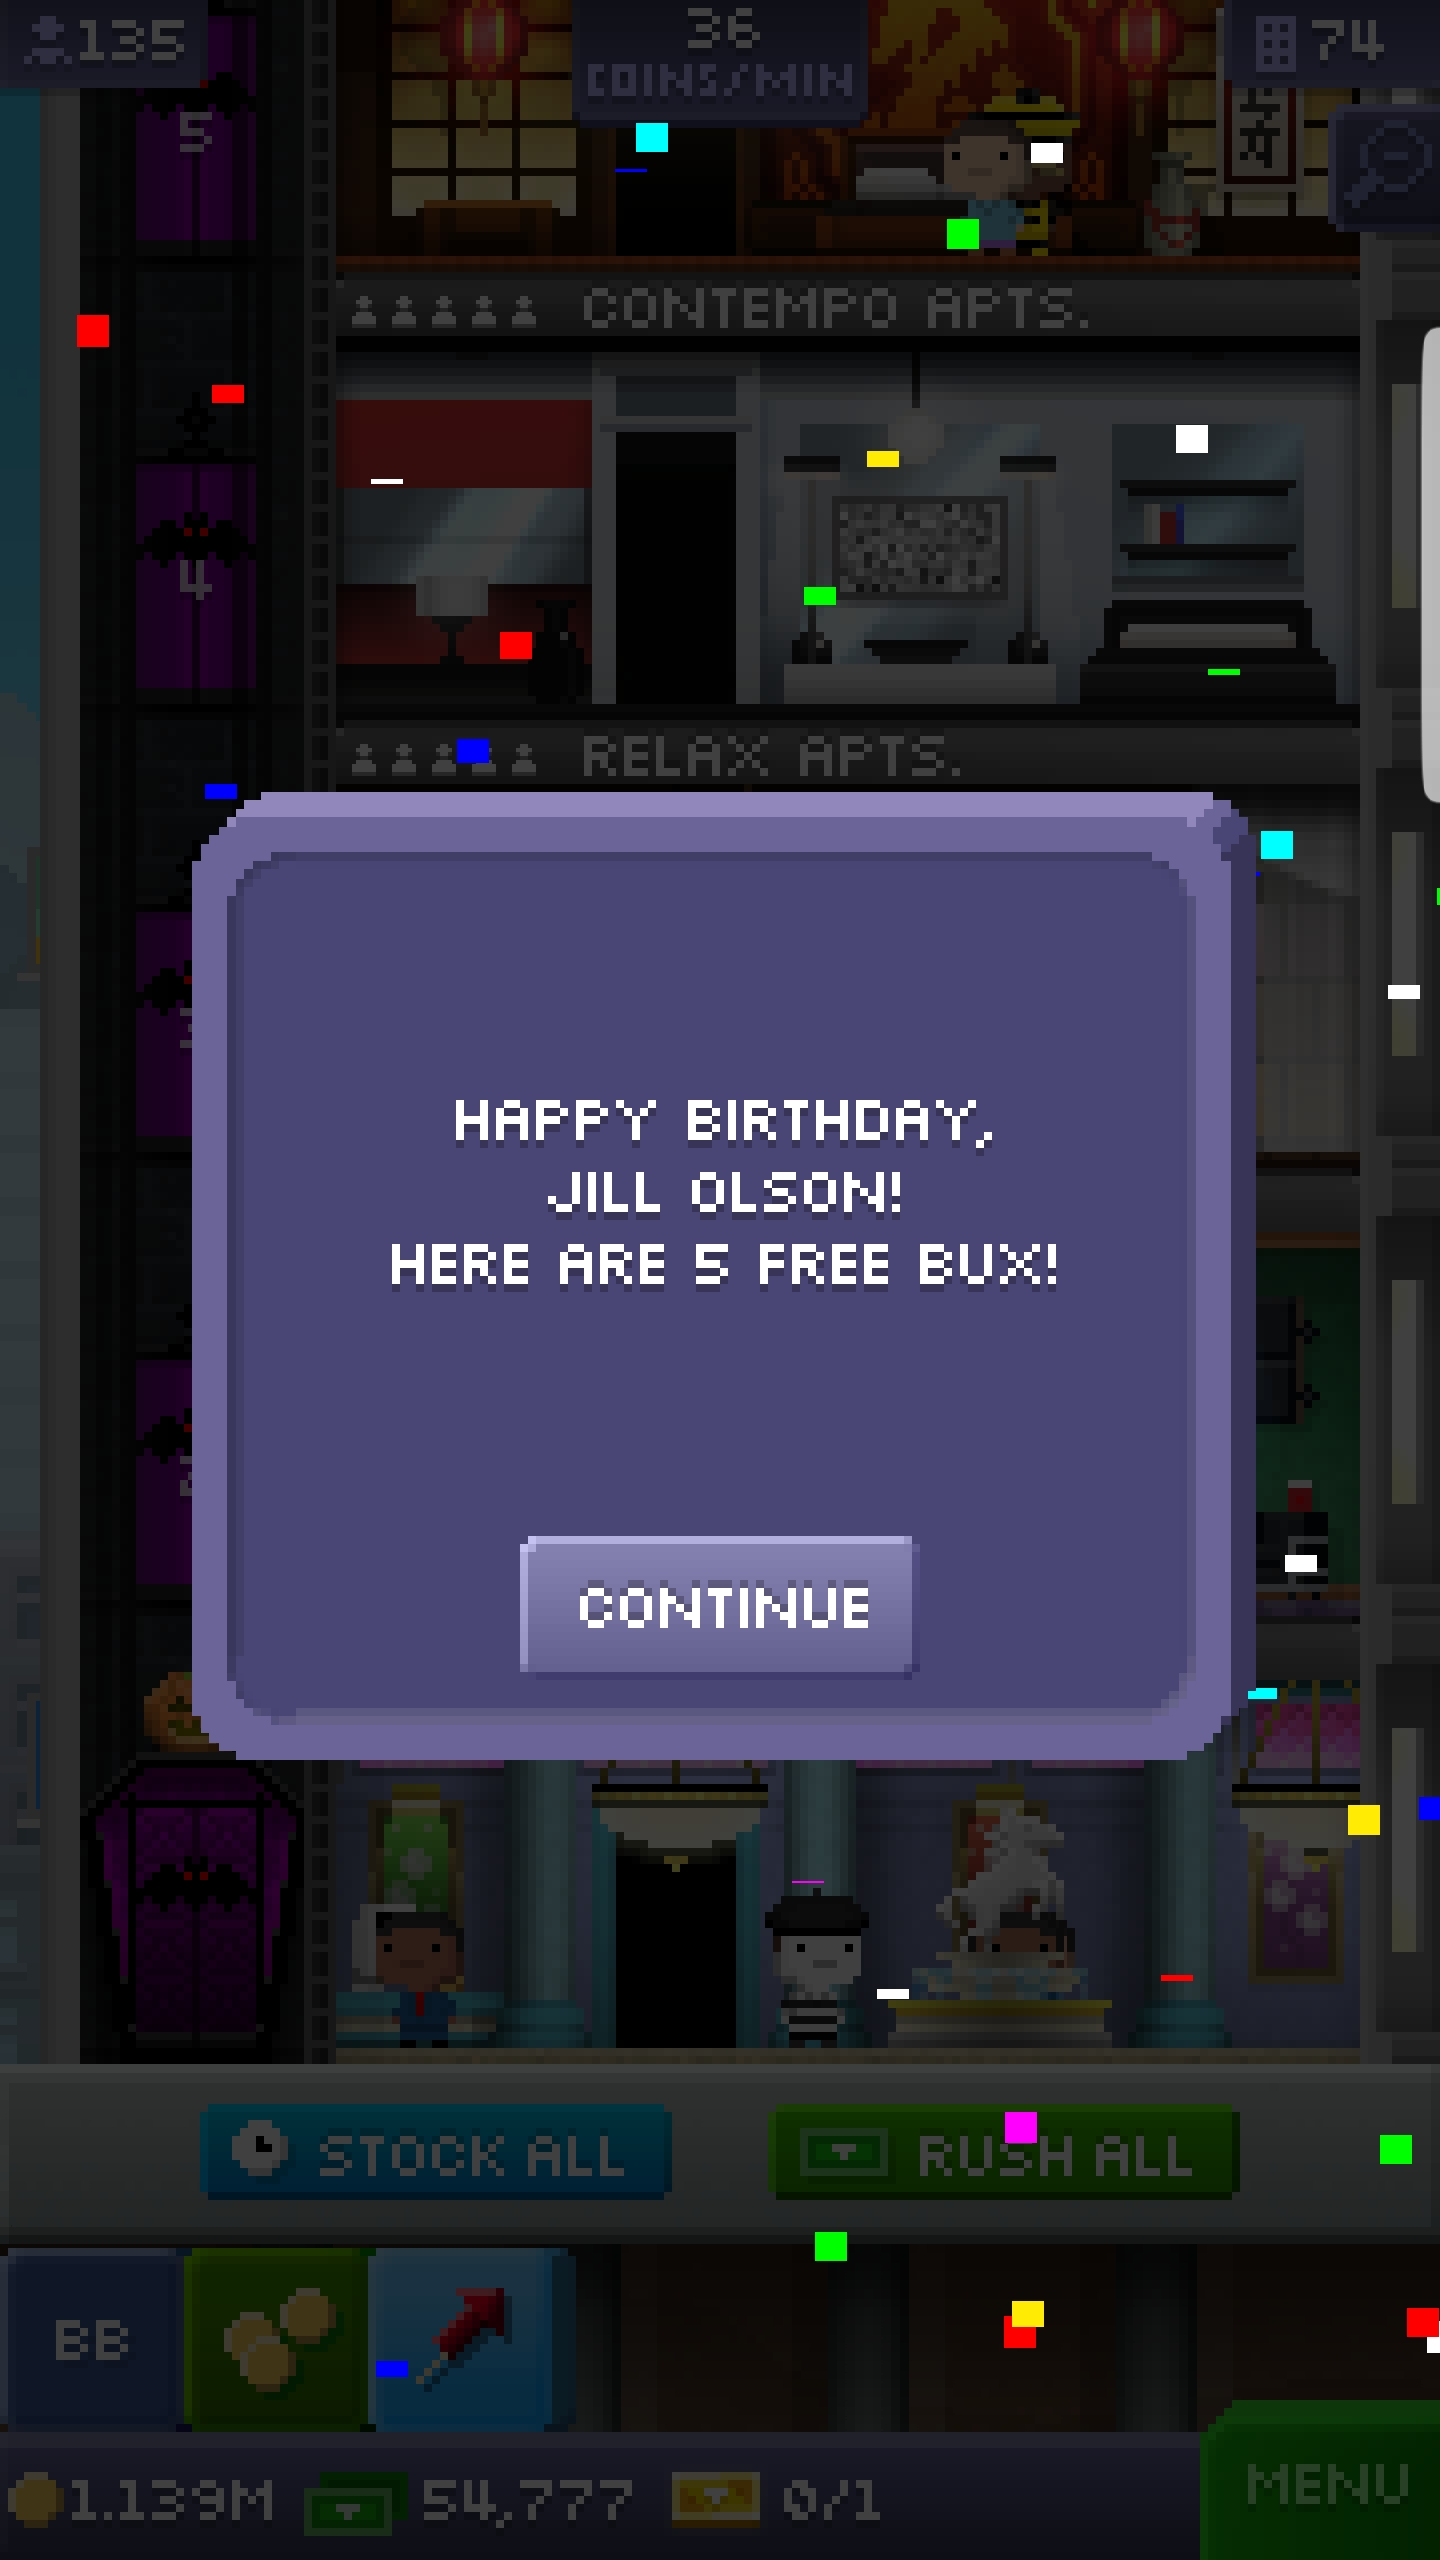 135
36
COINS/MIN
74
5
CONTEMPO APTS.
4
RELAX APTS.
HAPPY BIRTHDAY,
JILL OLSON!
HERE ARE 5 FREE BUX!
CONTINUE
STOCK ALL
RUSH ALL
BB
1.139M
54,777
0/1
MENU